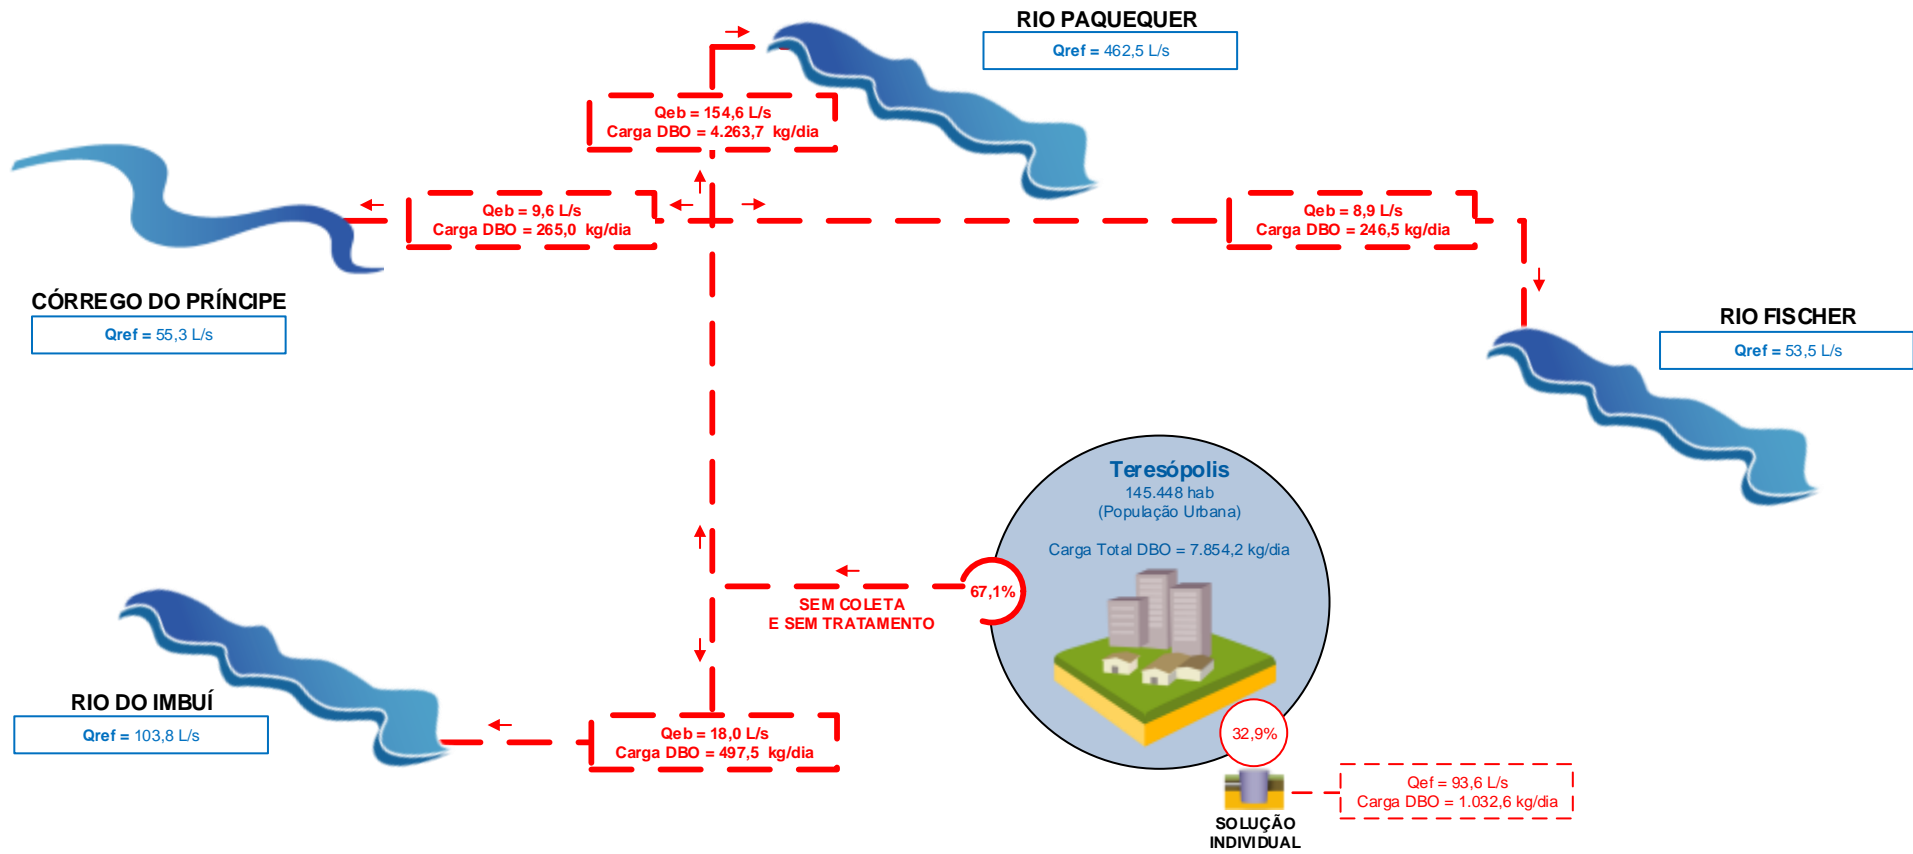 RIO PAQUEQUER
Qref = 462,5 L/s
Qeb = 154,6 L/s
Carga DBO = 4.263,7 kg/dia
Qeb = 9,6 L/s
Carga DBO = 265,0 kg/dia
Qeb = 8,9 L/s
Carga DBO = 246,5 kg/dia
CÓRREGO DO PRÍNCIPE
Qref = 55,3 L/s
RIO FISCHER
Qref = 53,5 L/s
Teresópolis
145.448 hab
(População Urbana)
Carga Total DBO = 7.854,2 kg/dia
67,1%
SEM COLETA
E SEM TRATAMENTO
RIO DO IMBUÍ
Qref = 103,8 L/s
Qeb = 18,0 L/s
Carga DBO = 497,5 kg/dia
32,9%
Qef = 93,6 L/s
Carga DBO = 1.032,6 kg/dia
SOLUÇÃO
INDIVIDUAL